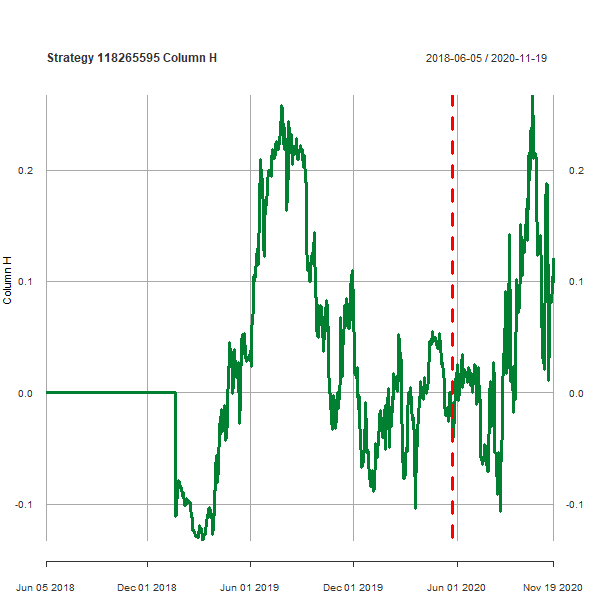 Strategy 118265595 Column H
2018-06-05 / 2020-11-19
0.2
0.2
0.1
0.1
0.0
0.0
-0.1
-0.1
Column H
Jun 05 2018
Dec 01 2018
Jun 01 2019
Dec 01 2019
Jun 01 2020
Nov 19 2020